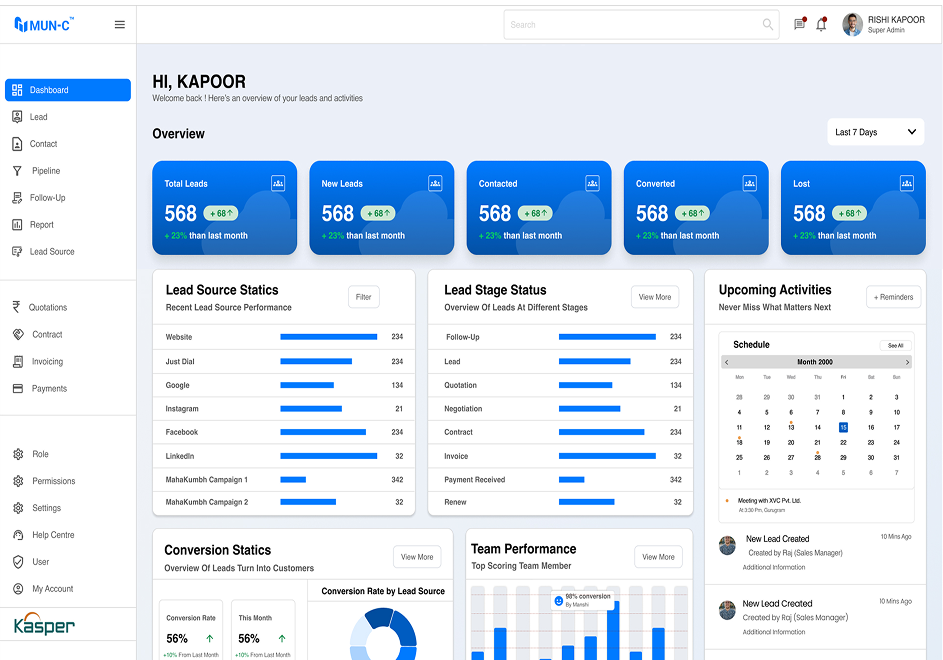 MUN-C™
Search
RISHI KAPOOR
Super Admin
Dashboard
Lead
Contact
Pipeline
Follow-Up
Report
Lead Source
Quotations
Contract
Invoicing
Payments
Role
Permissions
Settings
Help Centre
User
My Account
Kasper
HI, KAPOOR
Welcome back ! Here's an overview of your leads and activities
Overview
Last 7 Days
Total Leads
568 + 68↑
+ 23% than last month
New Leads
568 + 68↑
+ 23% than last month
Contacted
568 + 68↑
+ 23% than last month
Converted
568 + 68↑
+ 23% than last month
Lost
568 + 68↑
+ 23% than last month
Lead Source Statics
Recent Lead Source Performance
Filter
Website 234
Just Dial 234
Google 134
Instagram 21
Facebook 234
LinkedIn 32
MahaKumbh Campaign 1 342
MahaKumbh Campaign 2 32
Lead Stage Status
Overview Of Leads At Different Stages
View More
Follow-Up 234
Lead 234
Quotation 134
Negotiation 21
Contract 234
Invoice 32
Payment Received 342
Renew 32
Upcoming Activities
Never Miss What Matters Next
+ Reminders
Schedule
See All
< Month 2000 >
Mon Tue Wed Thu Fri Sat Sun
28 29 30 31 1 2 3
4 5 6 7 8 9 10
11 12 13 14 15 16 17
18 19 20 21 22 23 24
25 26 27 28 29 30 31
1 2 3 4 5 6 7
Meeting with XVC Pvt. Ltd.
At 3:30 Pm, Gurugram
New Lead Created
10 Mins Ago
Created by Raj (Sales Manager)
Additional Information
New Lead Created
10 Mins Ago
Created by Raj (Sales Manager)
Additional Information
Conversion Statics
Overview Of Leads Turn Into Customers
View More
Conversion Rate
56% ↑
+10% From Last Month
This Month
56% ↑
+10% From Last Month
Conversion Rate by Lead Source
Team Performance
Top Scoring Team Member
View More
98% conversion
By Manshi